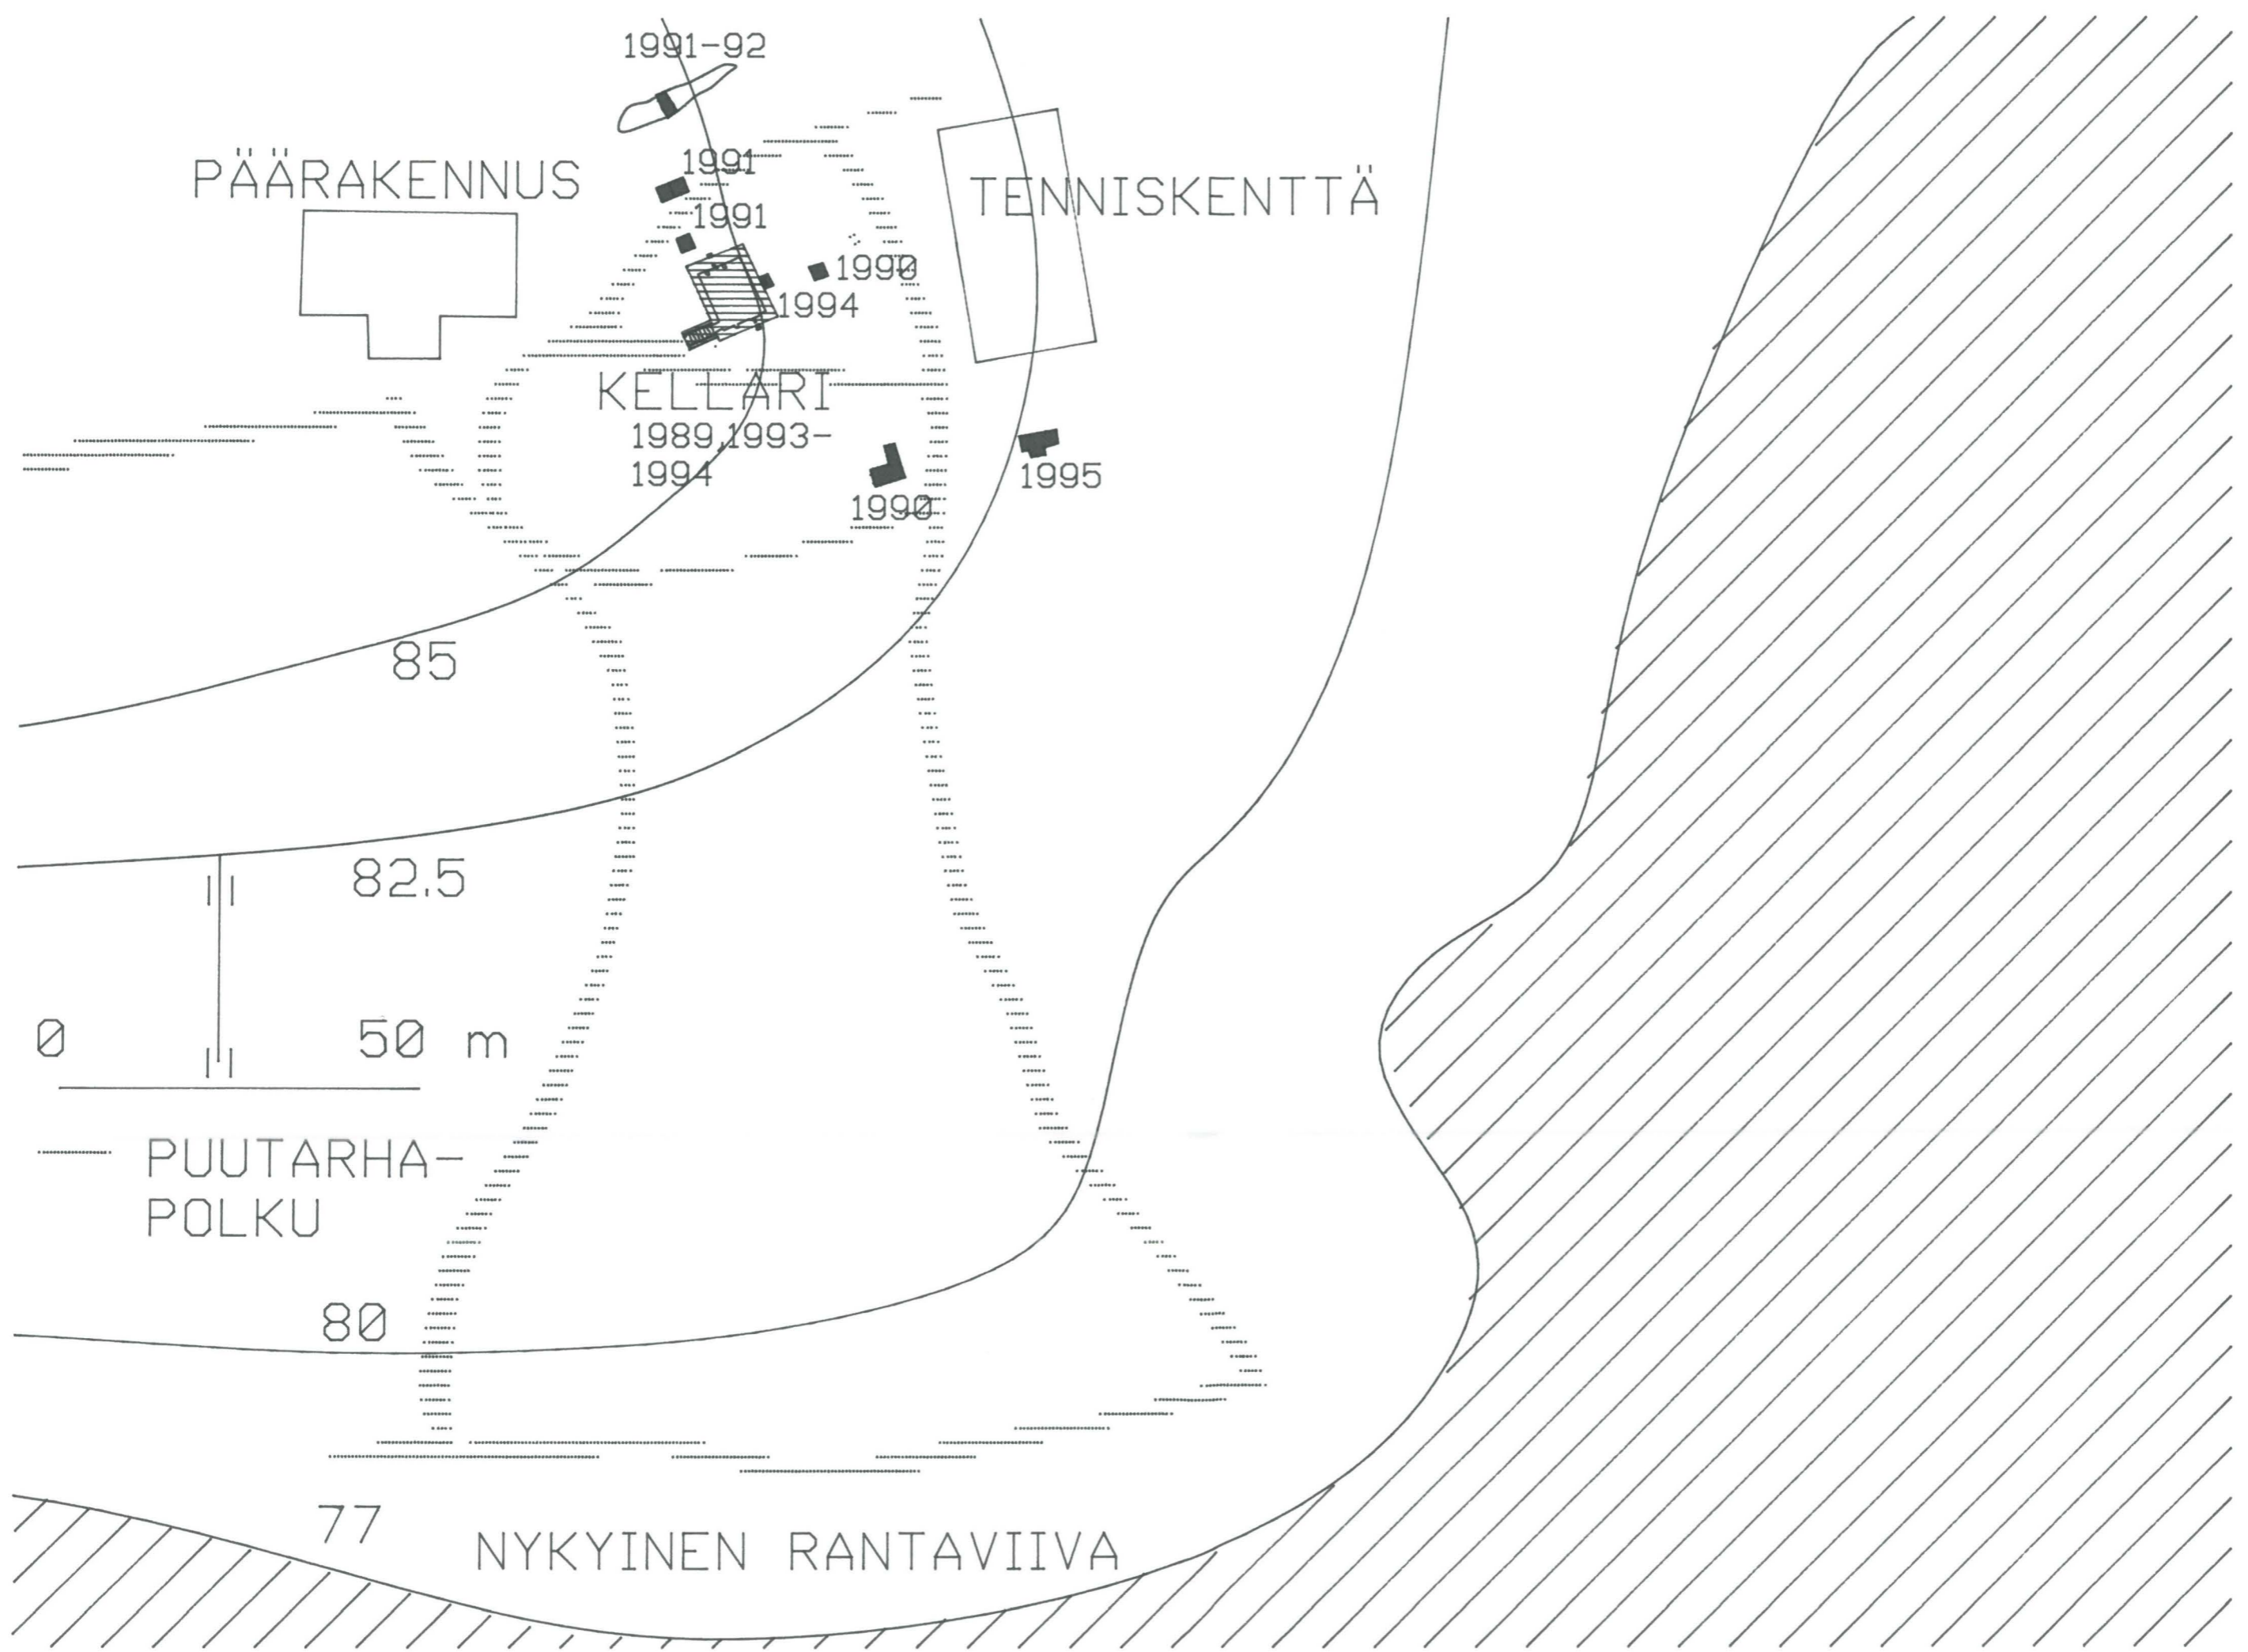 1991-92
1991
PÄÄRAKENNUS
TENNISKENTTÄ
1991
1990
1994
KELLARI
1989,1993-
1994
1995
1990
85
82.5
0
50 m
PUUTARHA-
POLKU
80
77
NYKYINEN RANTAVIIVA